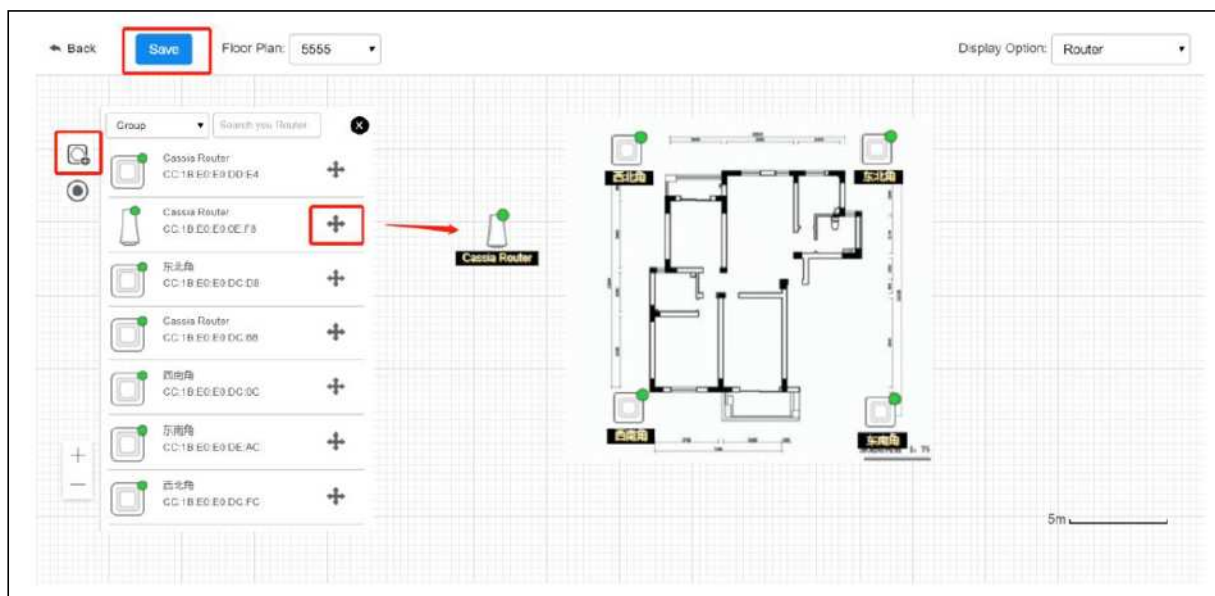 Back
Save
Floor Plan:
5555
Display Option:
Router
Group
Search you Router
Cassia Router
CC:1B:E0:E0:DD:E4
Cassia Router
CC:1B:E0:E0:0E:F8
东北角
CC:1B:E0:E0:DC:D8
Cassia Router
CC:1B:E0:E0:DC:88
西南角
CC:1B:E0:E0:DC:0C
东南角
CC:1B:E0:E0:DE:AC
西北角
CC:1B:E0:E0:DC:FC
Cassia Router
西北角
东北角
西南角
东南角
5m